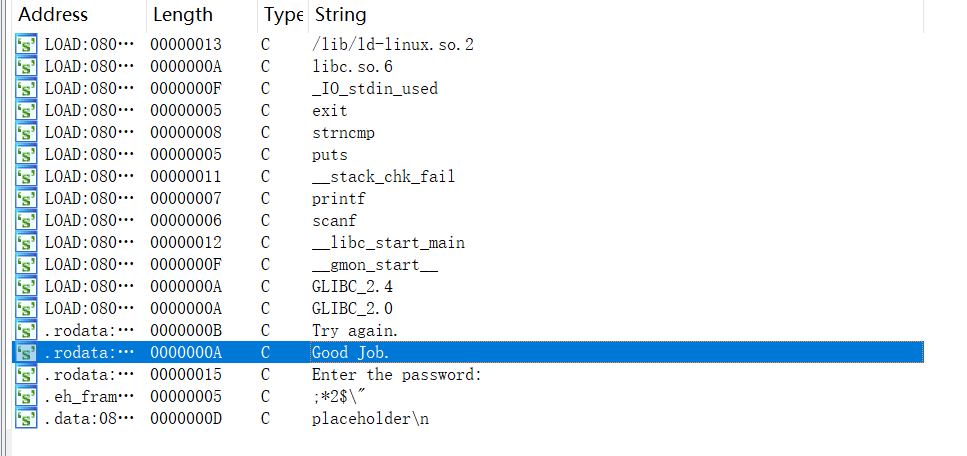 Address Length Type String
LOAD:080… 00000013 C /lib/ld-linux.so.2
LOAD:080… 0000000A C libc.so.6
LOAD:080… 0000000F C _IO_stdin_used
LOAD:080… 00000005 C exit
LOAD:080… 00000008 C strncmp
LOAD:080… 00000005 C puts
LOAD:080… 00000011 C __stack_chk_fail
LOAD:080… 00000007 C printf
LOAD:080… 00000006 C scanf
LOAD:080… 00000012 C __libc_start_main
LOAD:080… 0000000F C __gmon_start__
LOAD:080… 0000000A C GLIBC_2.4
LOAD:080… 0000000A C GLIBC_2.0
.rodata:… 0000000B C Try again.
.rodata:… 0000000A C Good Job.
.rodata:… 00000015 C Enter the password:
.eh_fram… 00000005 C ;*2$\"
.data:08… 0000000D C placeholder\n